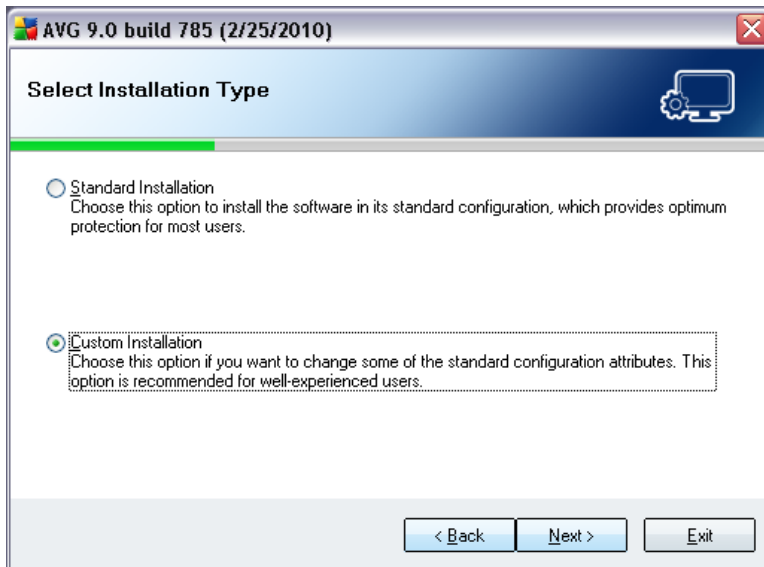 AVG 9.0 build 785 (2/25/2010)
Select Installation Type
Standard Installation
Choose this option to install the software in its standard configuration, which provides optimum
protection for most users.
Custom Installation
Choose this option if you want to change some of the standard configuration attributes. This
option is recommended for well-experienced users.
< Back
Next >
Exit